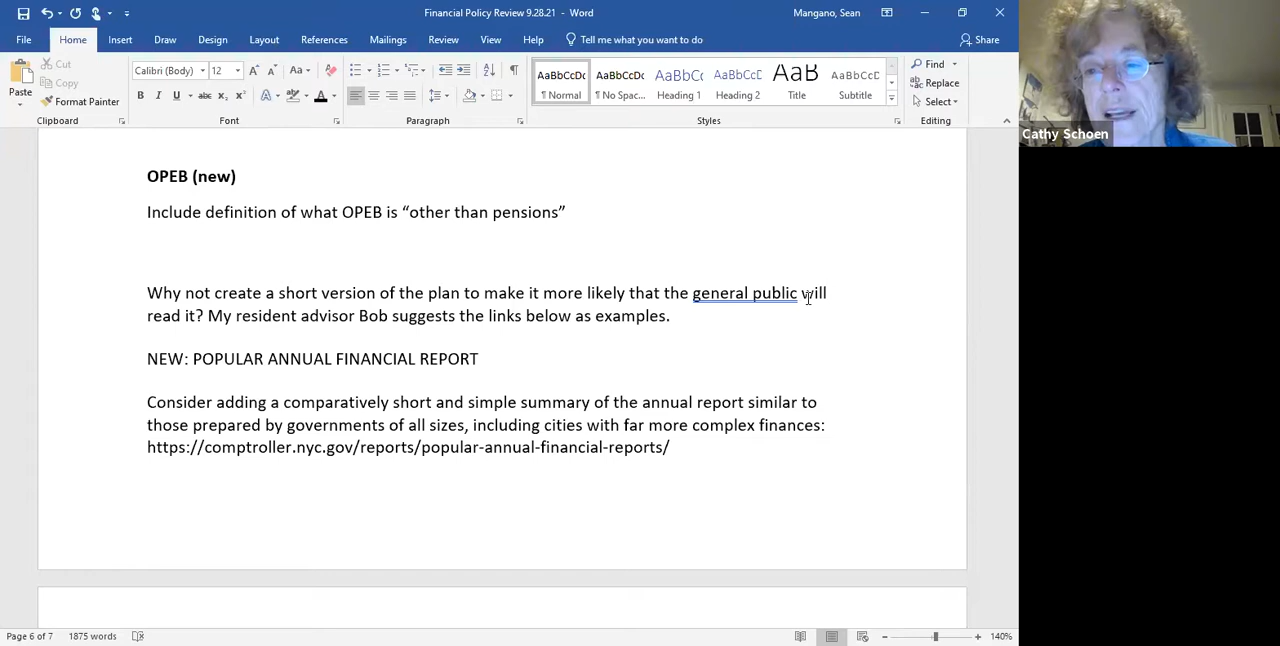 Financial Policy Review 9.28.21 - Word
Mangano, Sean
File Home Insert Draw Design Layout References Mailings Review View Help Tell me what you want to do Share
Paste
Cut
Copy
Format Painter
Calibri (Body) 12
Aa
B I U abc x₂ x² A A
Clipboard Font Paragraph Styles Editing
AaBbCcDc AaBbCcDc AaBbCc AaBbCcC AaB AaBbCcC
¶ Normal ¶ No Spac... Heading 1 Heading 2 Title Subtitle
Find
Replace
Select
Cathy Schoen
OPEB (new)
Include definition of what OPEB is “other than pensions”
Why not create a short version of the plan to make it more likely that the general public will
read it? My resident advisor Bob suggests the links below as examples.
NEW: POPULAR ANNUAL FINANCIAL REPORT
Consider adding a comparatively short and simple summary of the annual report similar to
those prepared by governments of all sizes, including cities with far more complex finances:
https://comptroller.nyc.gov/reports/popular-annual-financial-reports/
Page 6 of 7 1875 words 140%